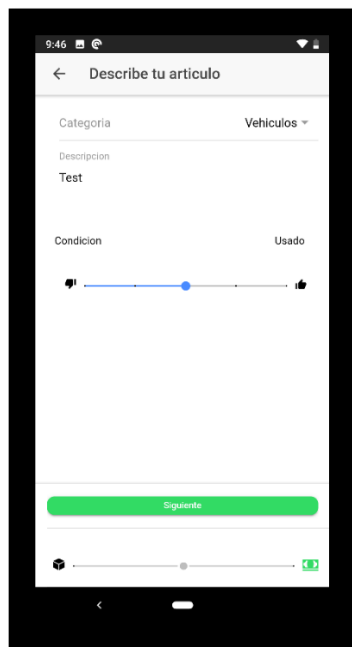 9:46
Describe tu articulo
Categoria Vehiculos
Descripcion
Test
Condicion Usado
Siguiente